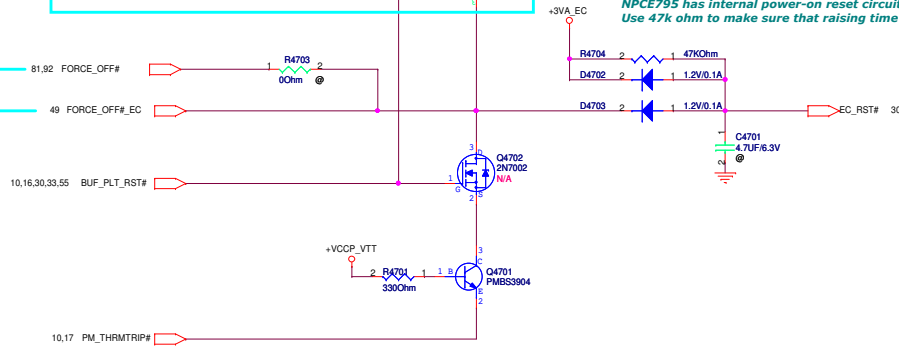 NPCE795 has internal power-on reset circuit
Use 47k ohm to make sure that raising time
+3VA_EC
R4704 2 1 47KOhm
R4703
1 2
0Ohm @
81,92 FORCE_OFF#
D4702 2 1 1.2V/0.1A
49 FORCE_OFF#_EC
D4703 2 1 1.2V/0.1A
EC_RST# 30
1
C4701
4.7UF/6.3V
2 @
3 D
Q4702
2N7002
N/A
10,16,30,33,55 BUF_PLT_RST#
1
G
2 S
+VCCP_VTT
3
C
R4701
2 1
330Ohm
1 B
Q4701
PMBS3904
E
2
10,17 PM_THRMTRIP#